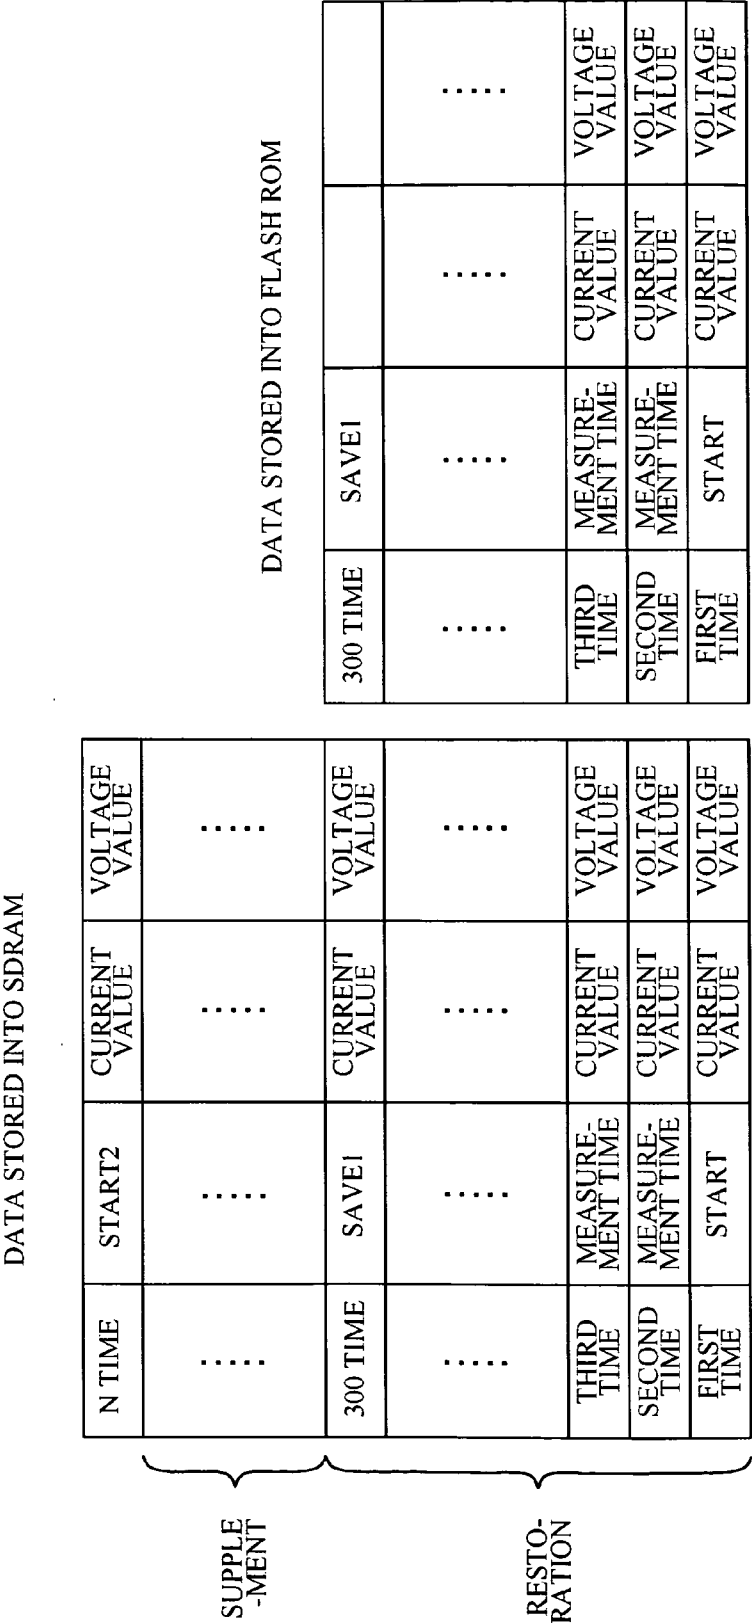 DATA STORED INTO SDRAM
N TIME
START2
CURRENT
VALUE
VOLTAGE
VALUE
SUPPLE
-MENT
.....
.....
.....
.....
300 TIME
SAVE1
CURRENT
VALUE
VOLTAGE
VALUE
RESTO-
RATION
.....
.....
.....
.....
THIRD
TIME
MEASURE-
MENT TIME
CURRENT
VALUE
VOLTAGE
VALUE
SECOND
TIME
MEASURE-
MENT TIME
CURRENT
VALUE
VOLTAGE
VALUE
FIRST
TIME
START
CURRENT
VALUE
VOLTAGE
VALUE
DATA STORED INTO FLASH ROM
300 TIME
SAVE1
.....
.....
.....
.....
THIRD
TIME
MEASURE-
MENT TIME
CURRENT
VALUE
VOLTAGE
VALUE
SECOND
TIME
MEASURE-
MENT TIME
CURRENT
VALUE
VOLTAGE
VALUE
FIRST
TIME
START
CURRENT
VALUE
VOLTAGE
VALUE